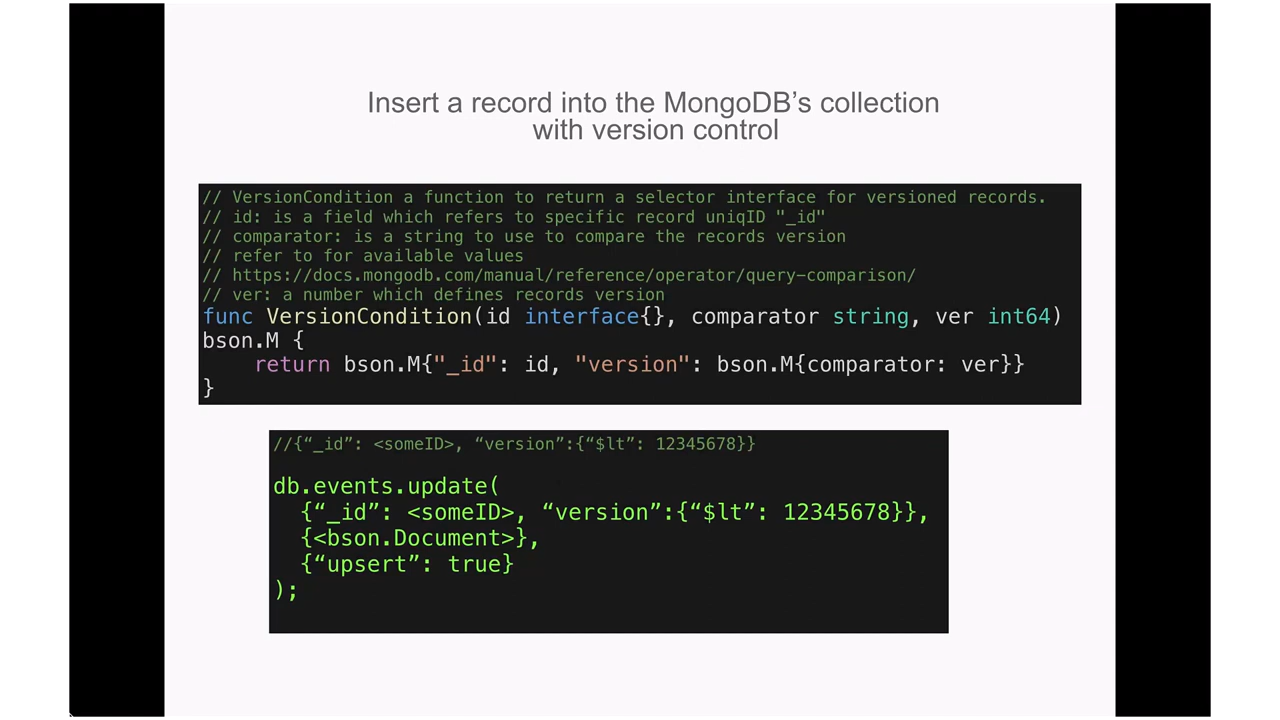 Insert a record into the MongoDB’s collection
with version control
// VersionCondition a function to return a selector interface for versioned records.
// id: is a field which refers to specific record uniqID "_id"
// comparator: is a string to use to compare the records version
// refer to for available values
// https://docs.mongodb.com/manual/reference/operator/query-comparison/
// ver: a number which defines records version
func VersionCondition(id interface{}, comparator string, ver int64)
bson.M {
    return bson.M{"_id": id, "version": bson.M{comparator: ver}}
}
//{“_id”: <someID>, “version”:{“$lt”: 12345678}}
db.events.update(
  {“_id”: <someID>, “version”:{“$lt”: 12345678}},
  {<bson.Document>},
  {“upsert”: true}
);